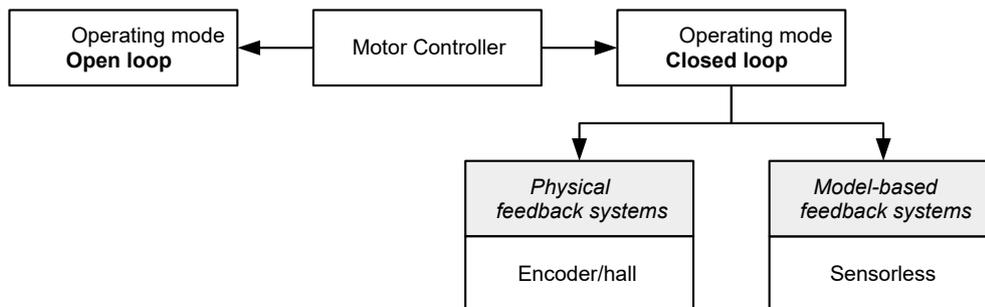 Operating mode
Open loop
Motor Controller
Operating mode
Closed loop
Physical
feedback systems
Model-based
feedback systems
Encoder/hall
Sensorless